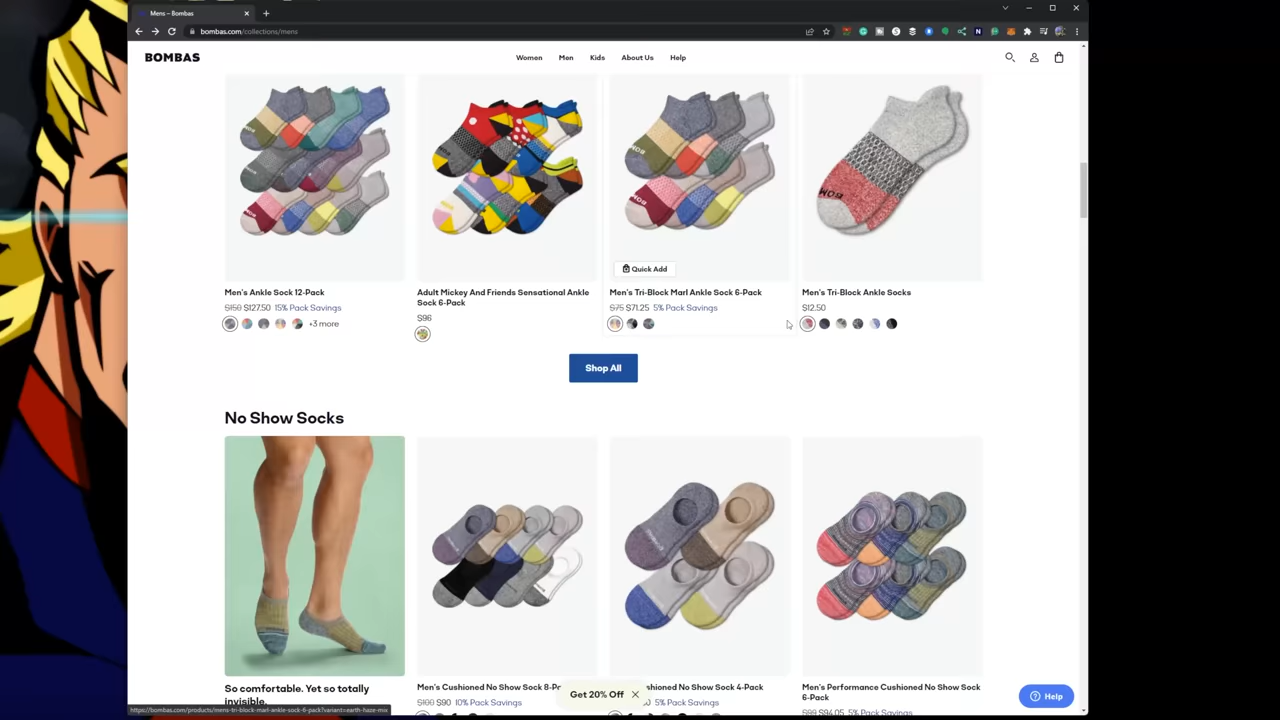 Mens – Bombas
bombas.com/collections/mens
BOMBAS
Women Men Kids About Us Help
Quick Add
Men's Ankle Sock 12-Pack
$150 $127.50 15% Pack Savings
+3 more
Adult Mickey And Friends Sensational Ankle
Sock 6-Pack
$96
Men's Tri-Block Marl Ankle Sock 6-Pack
$75 $71.25 5% Pack Savings
Men's Tri-Block Ankle Socks
$12.50
Shop All
No Show Socks
So comfortable. Yet so totally
invisible.
Men's Cushioned No Show Sock 8-P
$100 $90 10% Pack Savings
Cushioned No Show Sock 4-Pack
5% Pack Savings
Men's Performance Cushioned No Show Sock
6-Pack
$99 $94.05 5% Pack Savings
Get 20% Off
Help
https://bombas.com/products/mens-tri-block-marl-ankle-sock-6-pack?variant=earth-haze-mix